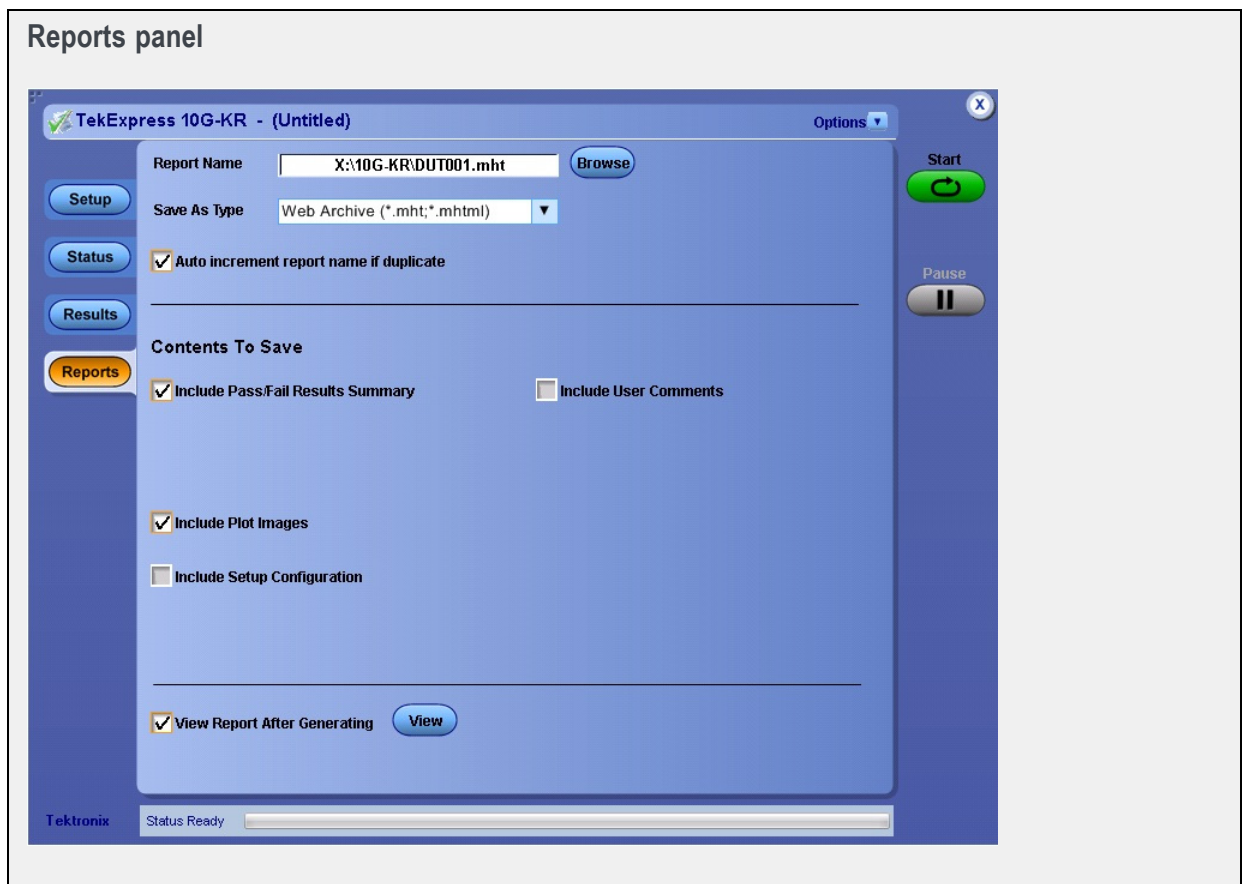 Reports panel
TekExpress 10G-KR - (Untitled)
Options
X
Report Name
X:\10G-KR\DUT001.mht
Browse
Start
Setup
Save As Type
Web Archive (*.mht;*.mhtml)
Status
Auto increment report name if duplicate
Pause
Results
Contents To Save
Reports
Include Pass/Fail Results Summary
Include User Comments
Include Plot Images
Include Setup Configuration
View Report After Generating
View
Tektronix
Status Ready